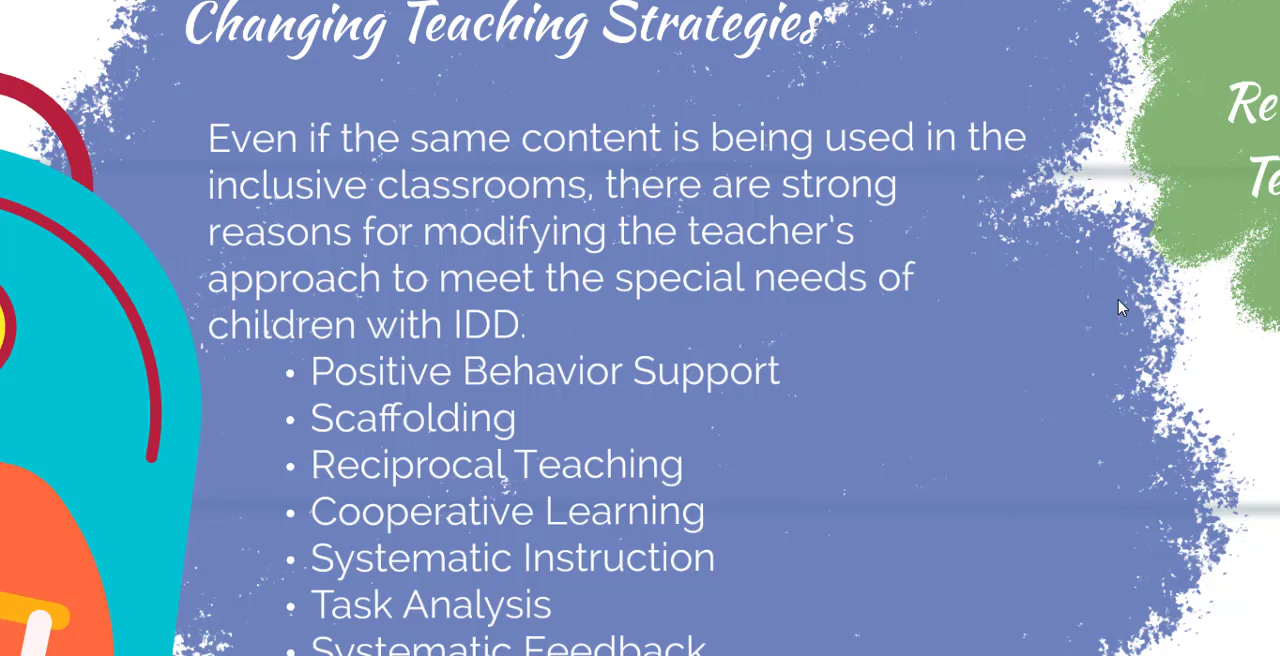 Changing Teaching Strategies
Even if the same content is being used in the
inclusive classrooms, there are strong
reasons for modifying the teacher's
approach to meet the special needs of
children with IDD.
• Positive Behavior Support
• Scaffolding
• Reciprocal Teaching
• Cooperative Learning
• Systematic Instruction
• Task Analysis
• Systematic Feedback